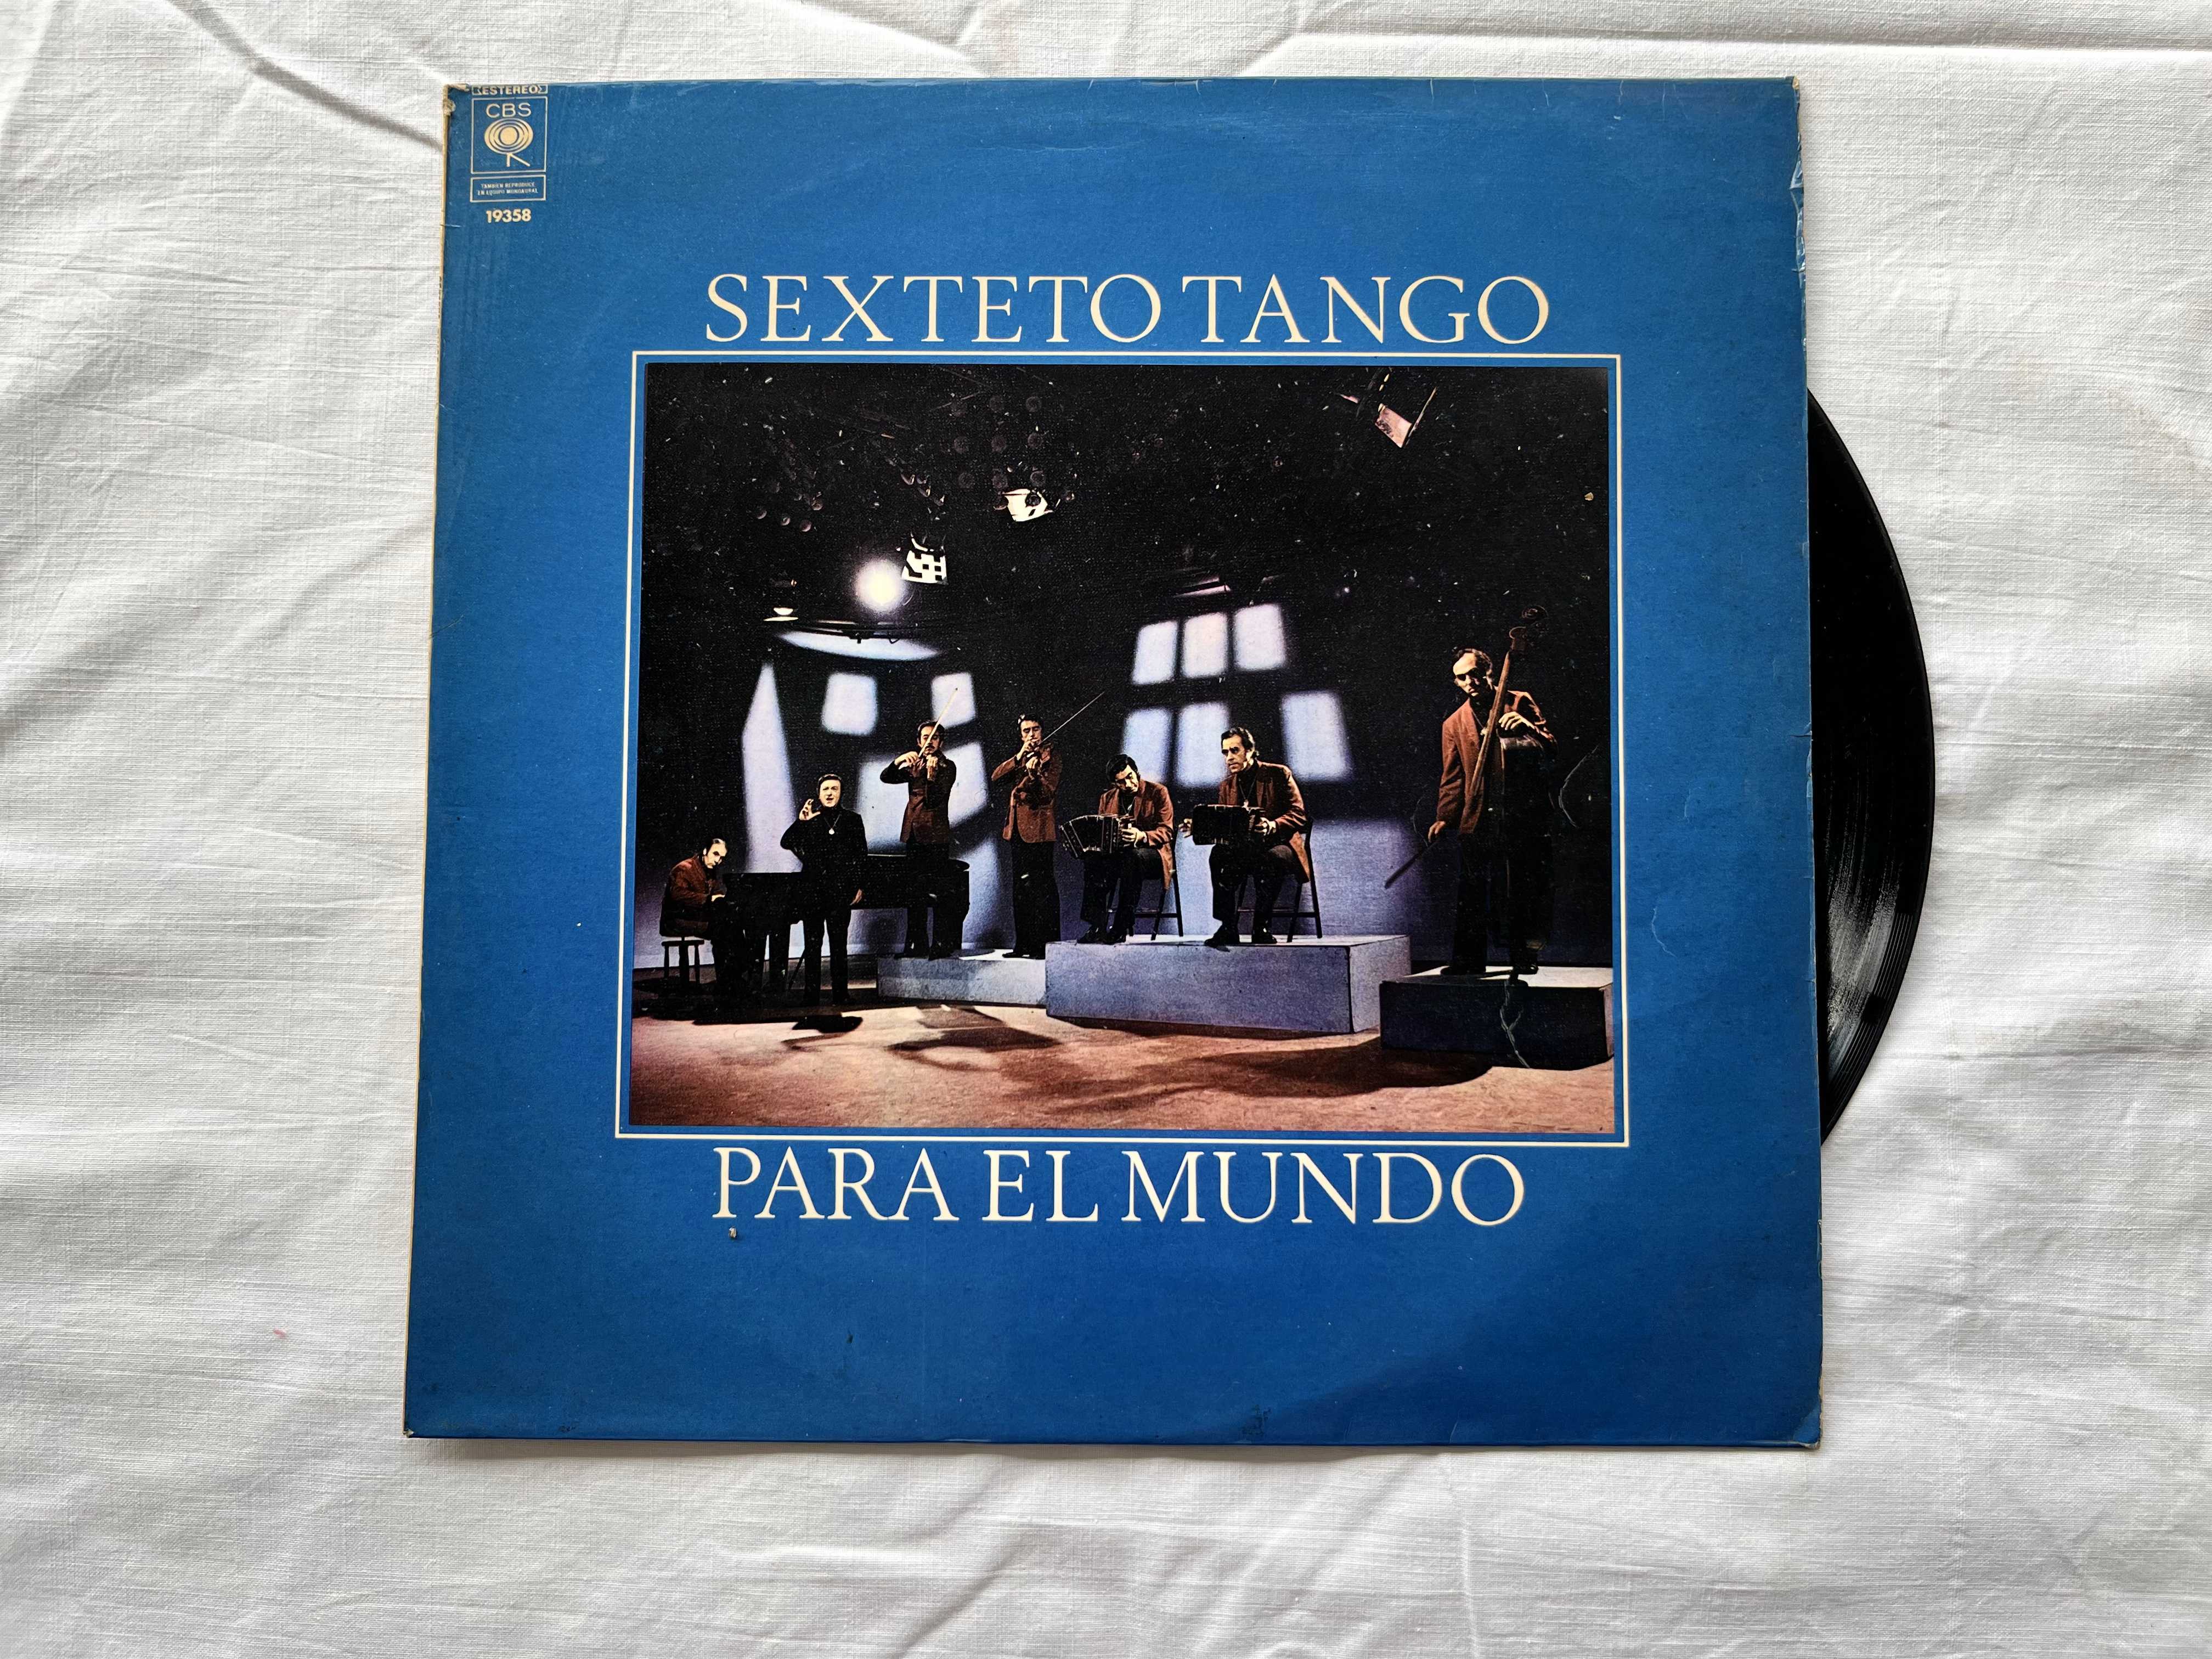 ESTEREO
CBS
TAMBIEN REPRODUCE
EN EQUIPO MONOAURAL
19358
SEXTETO TANGO
PARA EL MUNDO